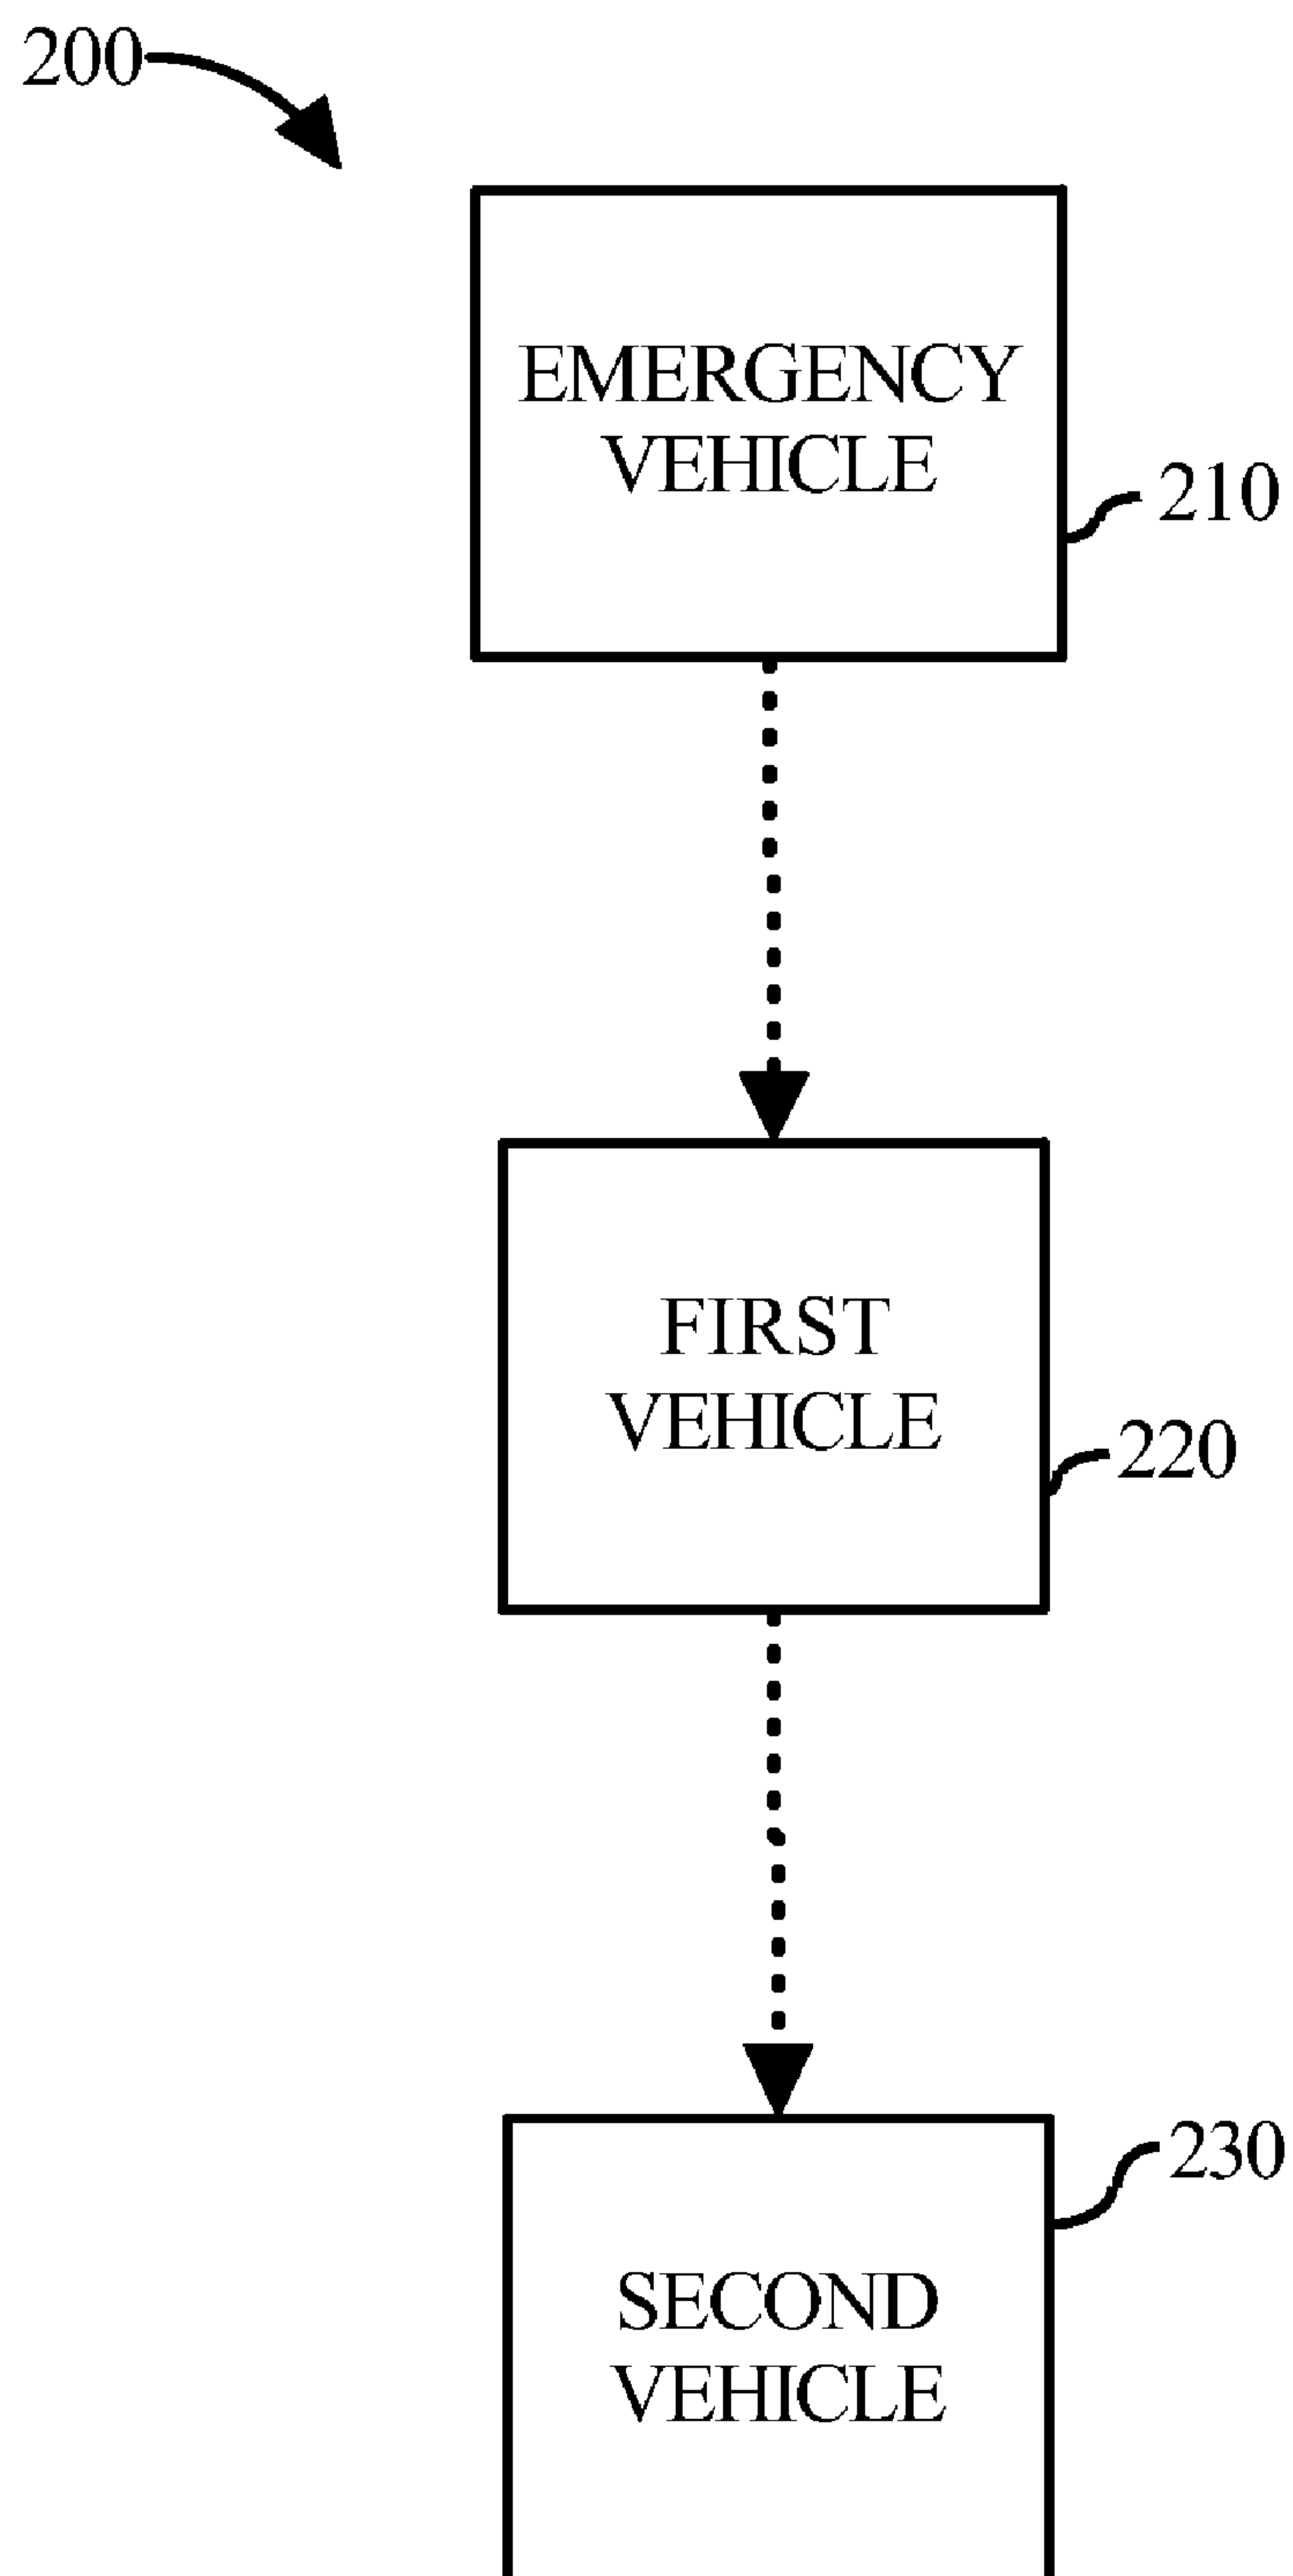 200
EMERGENCY
VEHICLE
210
FIRST
VEHICLE
220
230
SECOND
VEHICLE